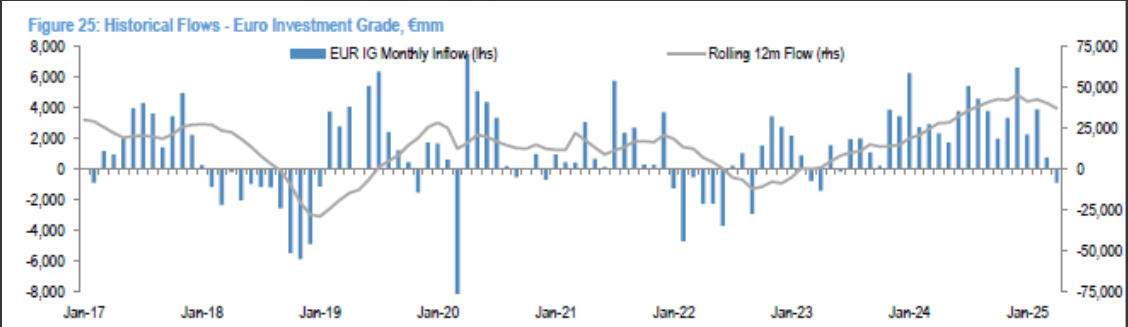 Figure 25: Historical Flows - Euro Investment Grade, €mm
8,000 EUR IG Monthly Inflow (lhs) Rolling 12m Flow (rhs) 75,000
6,000 50,000
4,000
2,000 25,000
0 0
-2,000 -25,000
-4,000
-6,000 -50,000
-8,000 -75,000
Jan-17 Jan-18 Jan-19 Jan-20 Jan-21 Jan-22 Jan-23 Jan-24 Jan-25